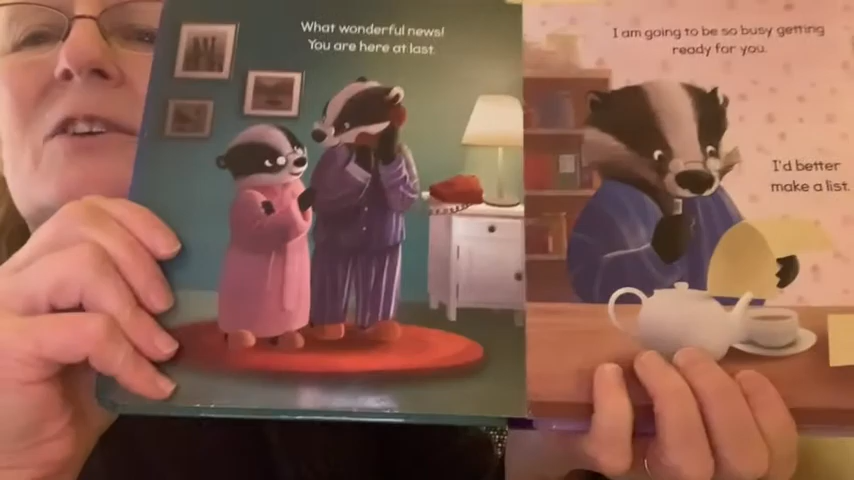 What wonderful news!
You are here at last.
I am going to be so busy getting
ready for you.
I'd better
make a list.